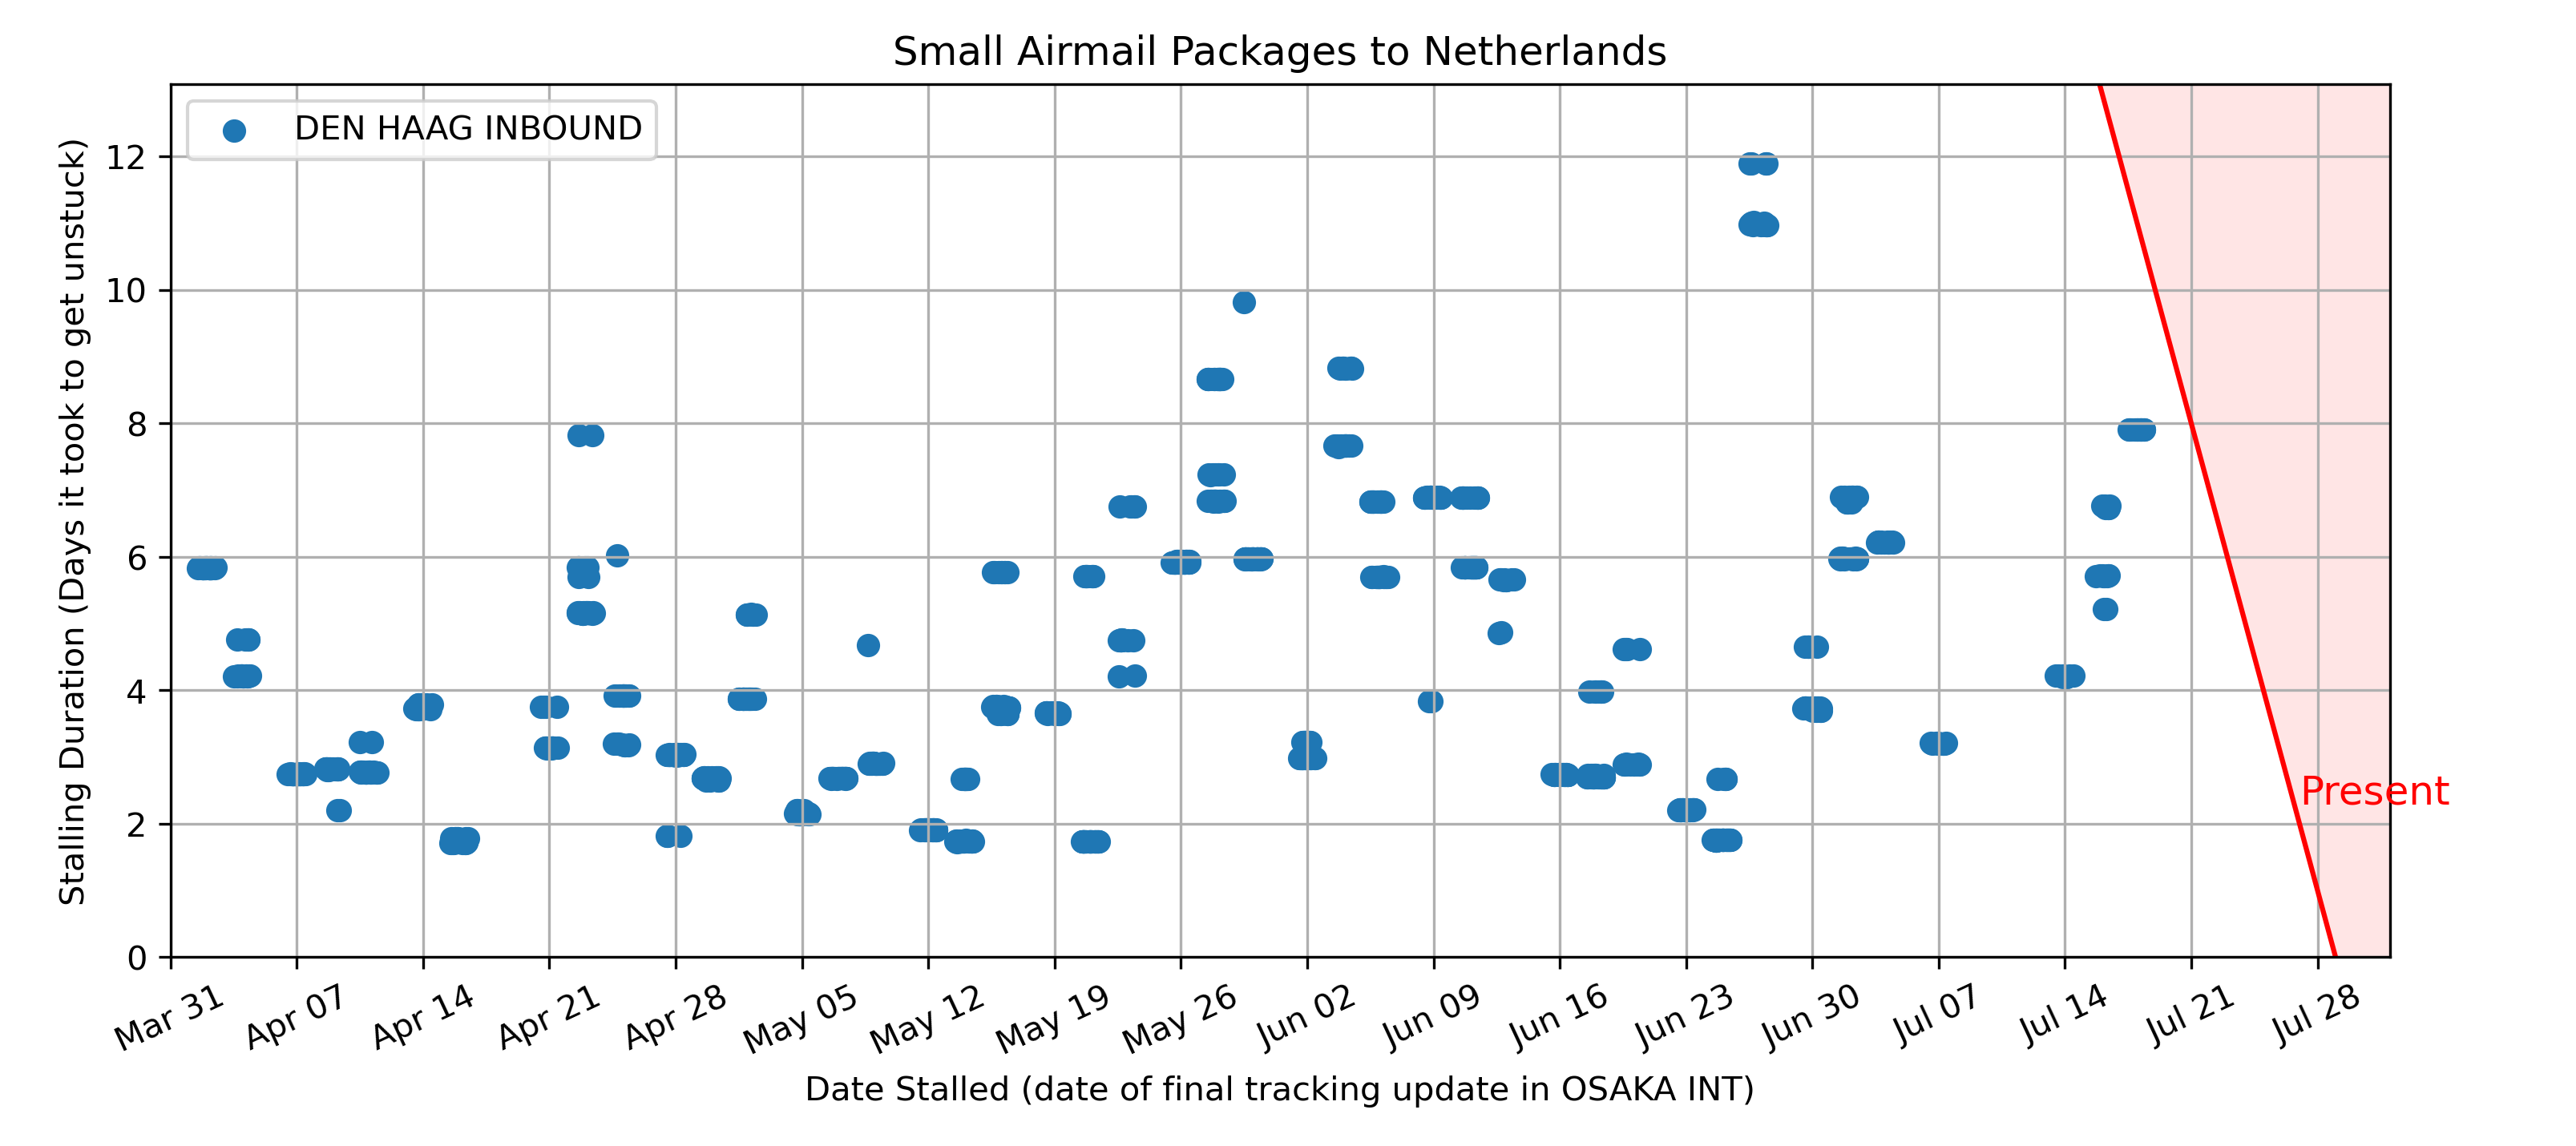 Small Airmail Packages to Netherlands
DEN HAAG INBOUND
Stalling Duration (Days it took to get unstuck)
12
10
8
6
4
2
0
Present
Mar 31
Apr 07
Apr 14
Apr 21
Apr 28
May 05
May 12
May 19
May 26
Jun 02
Jun 09
Jun 16
Jun 23
Jun 30
Jul 07
Jul 14
Jul 21
Jul 28
Date Stalled (date of final tracking update in OSAKA INT)